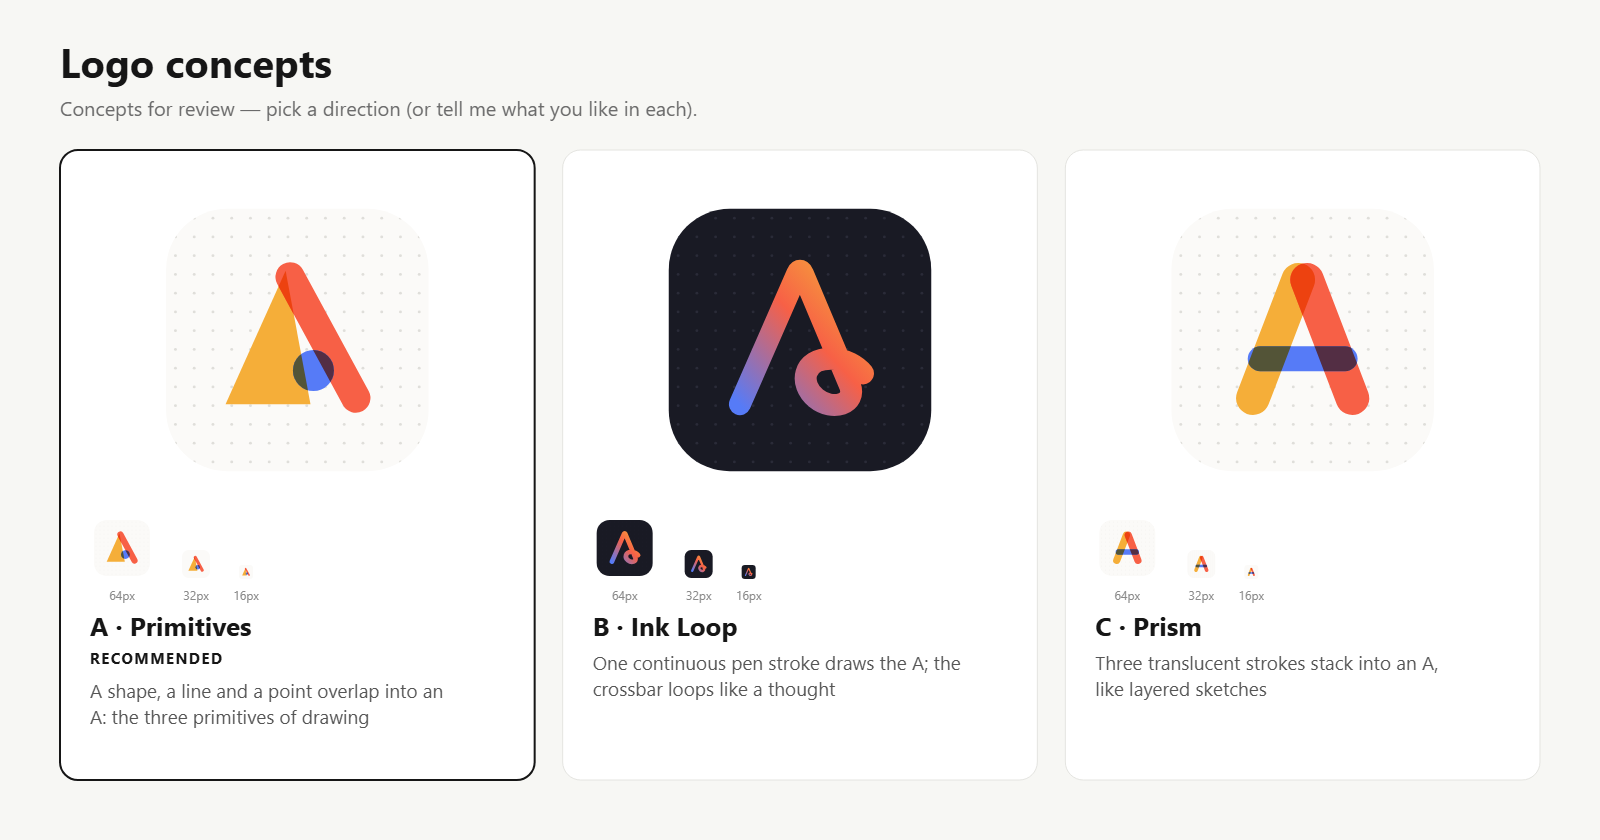 Logo concepts
Concepts for review — pick a direction (or tell me what you like in each).
64px 32px 16px
A · Primitives
RECOMMENDED
A shape, a line and a point overlap into an
A: the three primitives of drawing
64px 32px 16px
B · Ink Loop
One continuous pen stroke draws the A; the
crossbar loops like a thought
64px 32px 16px
C · Prism
Three translucent strokes stack into an A,
like layered sketches